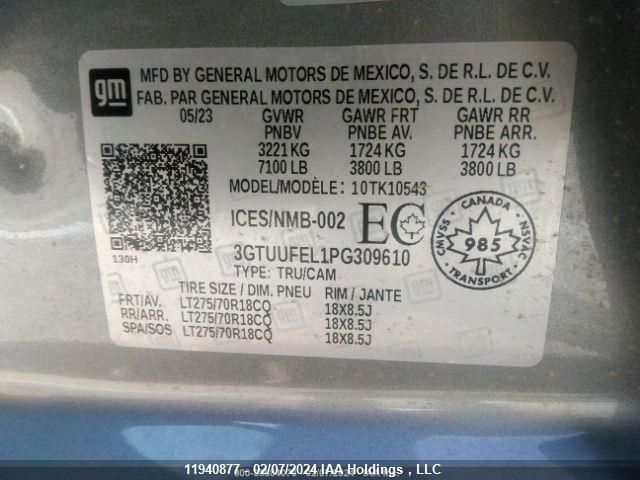 gm
MFD BY GENERAL MOTORS DE MEXICO, S. DE R.L. DE C.V.
FAB. PAR GENERAL MOTORS DE MEXICO, S. DE R.L. DE C.V.
05/23 GVWR GAWR FRT GAWR RR
PNBV PNBE AV. PNBE ARR.
3221 KG 1724 KG 1724 KG
7100 LB 3800 LB 3800 LB
MODEL/MODÈLE: 10TK10543
ICES/NMB-002 EC
CANADA
CMVSS 985 NSVAC
TRANSPORT
130H
3GTUUFEL1PG309610
TYPE: TRU/CAM
TIRE SIZE / DIM. PNEU RIM / JANTE
FRT/AV. LT275/70R18CQ 18X8.5J
RR/ARR. LT275/70R18CQ 18X8.5J
SPA/SOS LT275/70R18CQ 18X8.5J
11940877 - 02/07/2024 IAA Holdings , LLC